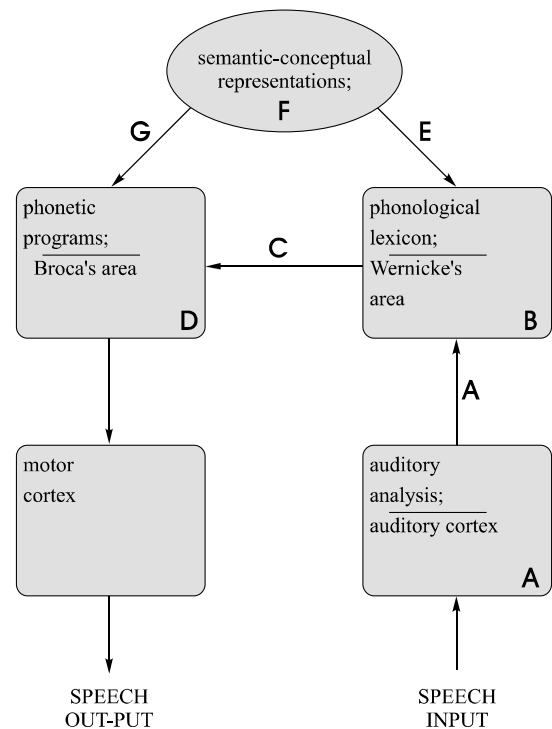 semantic-conceptual
representations;
F
G
E
phonetic
programs;
Broca's area
D
C
phonological
lexicon;
Wernicke's
area
B
A
motor
cortex
auditory
analysis;
auditory cortex
A
SPEECH
OUT-PUT
SPEECH
INPUT